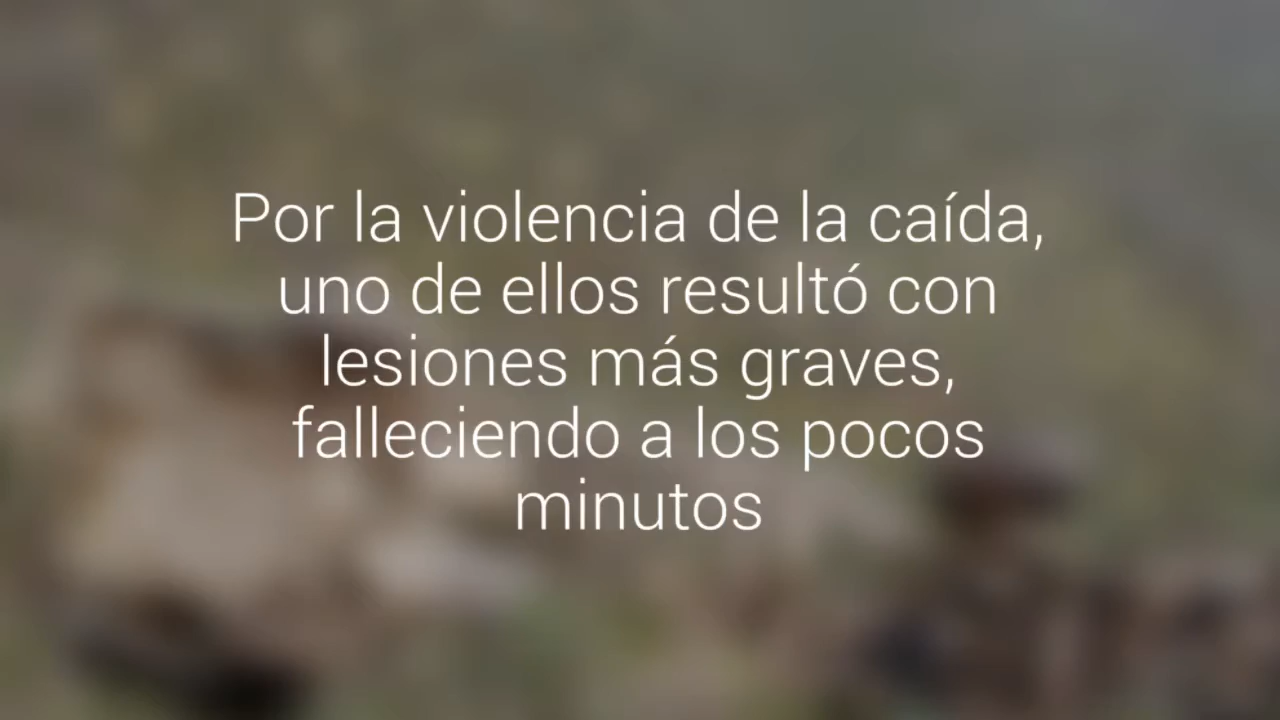 Por la violencia de la caída,
uno de ellos resultó con
lesiones más graves,
falleciendo a los pocos
minutos